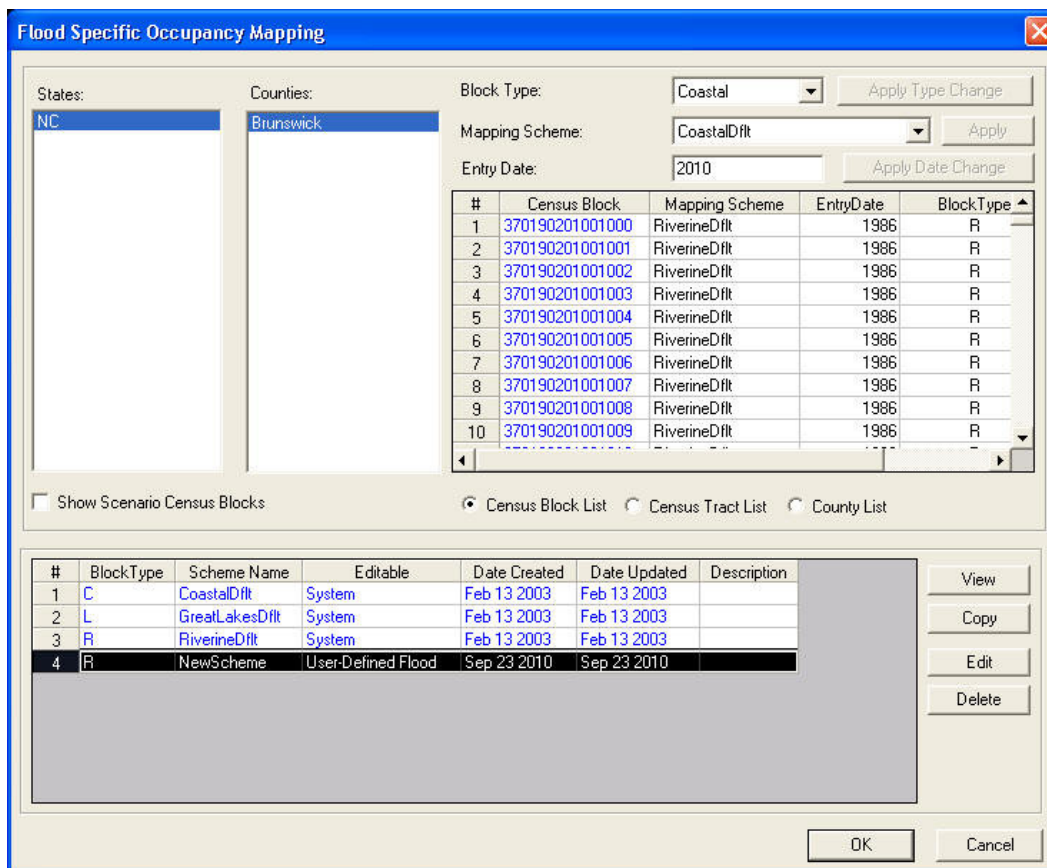 Flood Specific Occupancy Mapping
States:
NC
Counties:
Brunswick
Block Type: Coastal Apply Type Change
Mapping Scheme: CoastalDflt Apply
Entry Date: 2010 Apply Date Change
# Census Block Mapping Scheme EntryDate BlockType
1 370190201001000 RiverineDflt 1986 R
2 370190201001001 RiverineDflt 1986 R
3 370190201001002 RiverineDflt 1986 R
4 370190201001003 RiverineDflt 1986 R
5 370190201001004 RiverineDflt 1986 R
6 370190201001005 RiverineDflt 1986 R
7 370190201001006 RiverineDflt 1986 R
8 370190201001007 RiverineDflt 1986 R
9 370190201001008 RiverineDflt 1986 R
10 370190201001009 RiverineDflt 1986 R
Show Scenario Census Blocks
Census Block List Census Tract List County List
# BlockType Scheme Name Editable Date Created Date Updated Description
1 C CoastalDflt System Feb 13 2003 Feb 13 2003
2 L GreatLakesDflt System Feb 13 2003 Feb 13 2003
3 R RiverineDflt System Feb 13 2003 Feb 13 2003
4 R NewScheme User-Defined Flood Sep 23 2010 Sep 23 2010
View
Copy
Edit
Delete
OK Cancel